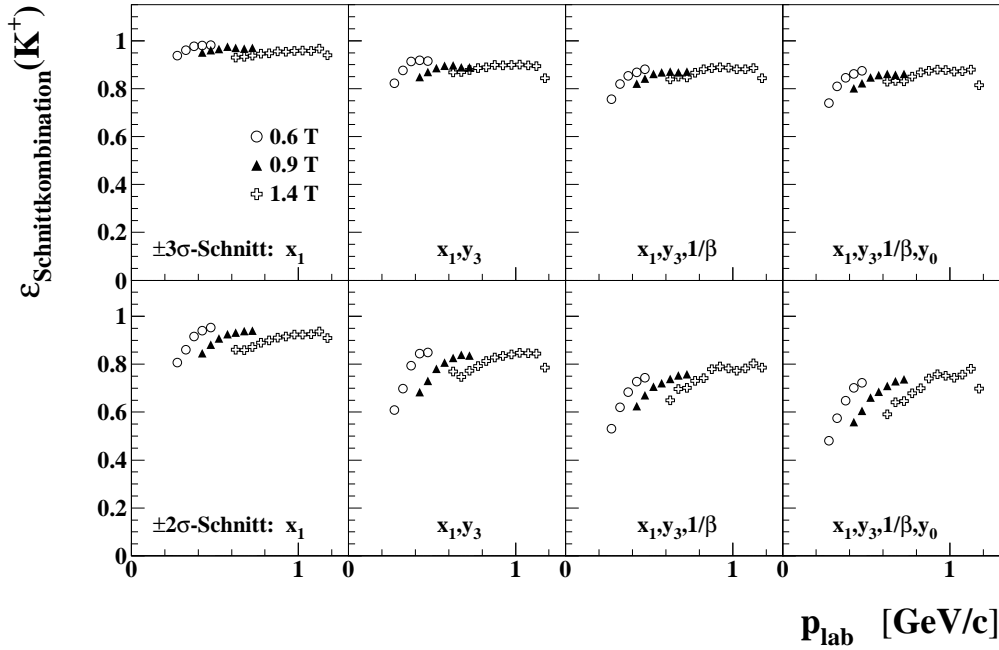 ε_Schnittkombination(K⁺)
1
0.8
0.6
0.4
0.2
0
○ 0.6 T
▲ 0.9 T
✚ 1.4 T
±3σ-Schnitt: x₁
x₁,y₃
x₁,y₃,1/β
x₁,y₃,1/β,y₀
1
0.8
0.6
0.4
0.2
0
±2σ-Schnitt: x₁
x₁,y₃
x₁,y₃,1/β
x₁,y₃,1/β,y₀
0 1 0 1 0 1 0 1
p_lab [GeV/c]